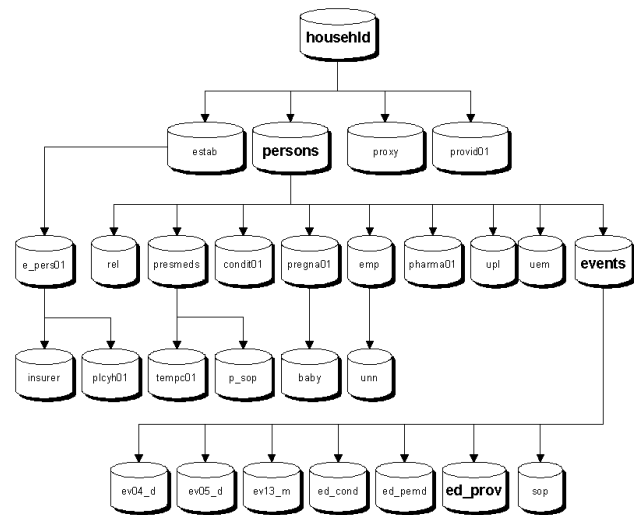 househld
estab
persons
proxy
provid01
e_pers01
rel
presmeds
condit01
pregna01
emp
pharma01
upl
uem
events
insurer
plcyh01
tempc01
p_sop
baby
unn
ev04_d
ev05_d
ev13_m
ed_cond
ed_pemd
ed_prov
sop